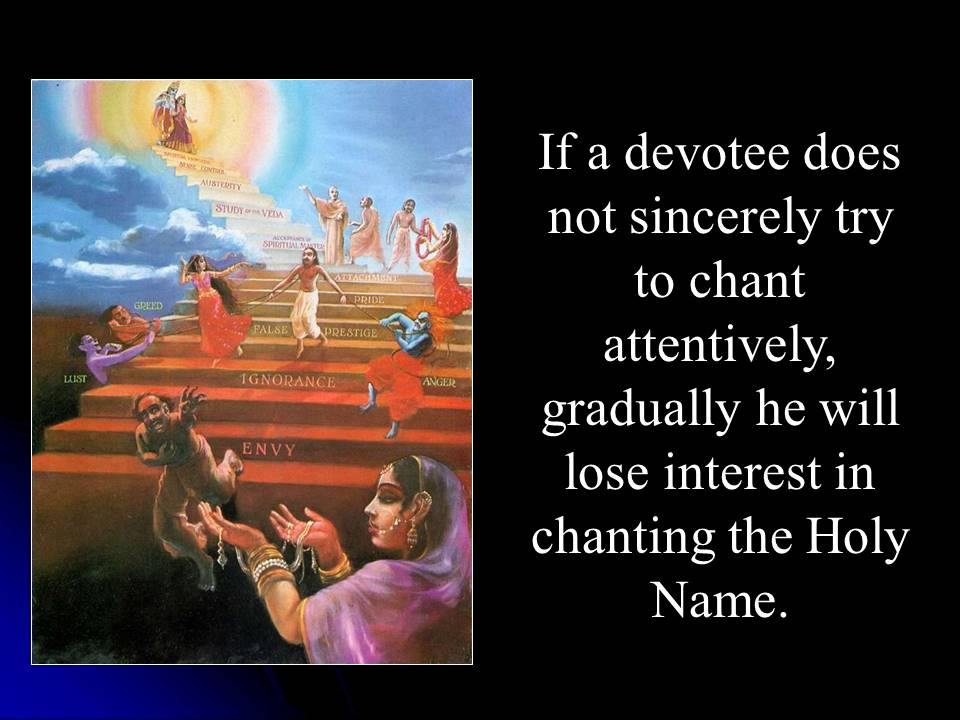 SPIRITUAL KNOWLEDGE
SENSE CONTROL
AUSTERITY
STUDY OF THE VEDA
ACCEPTANCE OF
SPIRITUAL MASTER
ATTACHMENT
PRIDE
GREED
FALSE PRESTIGE
LUST
IGNORANCE
ANGER
ENVY
If a devotee does
not sincerely try
to chant
attentively,
gradually he will
lose interest in
chanting the Holy
Name.